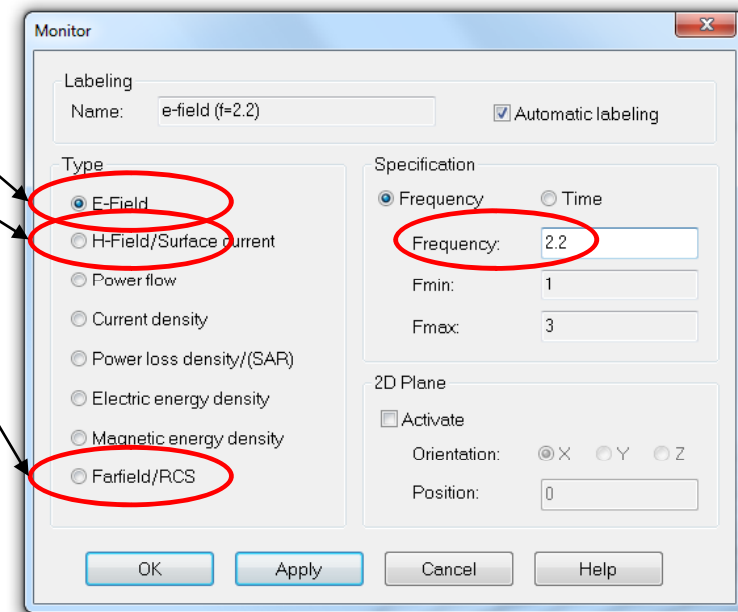 Monitor
Labeling
Name: e-field (f=2.2) Automatic labeling
Type
E-Field
H-Field/Surface current
Power flow
Current density
Power loss density/(SAR)
Electric energy density
Magnetic energy density
Farfield/RCS
Specification
Frequency Time
Frequency: 2.2
Fmin: 1
Fmax: 3
2D Plane
Activate
Orientation: X Y Z
Position: 0
OK Apply Cancel Help